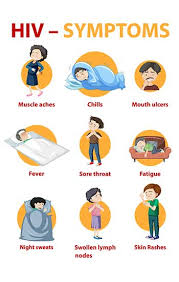 HIV – SYMPTOMS
Muscle aches
Chills
Mouth ulcers
Fever
Sore throat
Fatigue
Night sweats
Swollen lymph
nodes
Skin Rashes